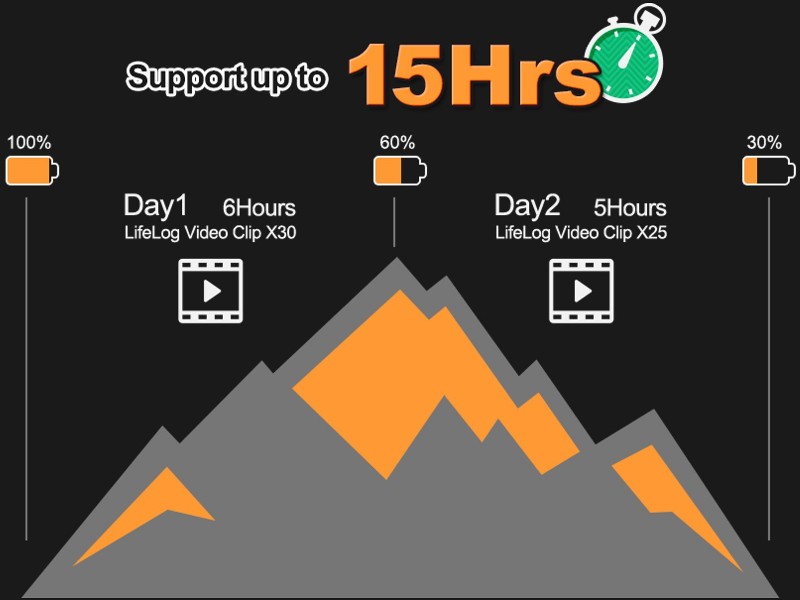 Support up to 15Hrs
100%
60%
30%
Day1 6Hours
LifeLog Video Clip X30
Day2 5Hours
LifeLog Video Clip X25